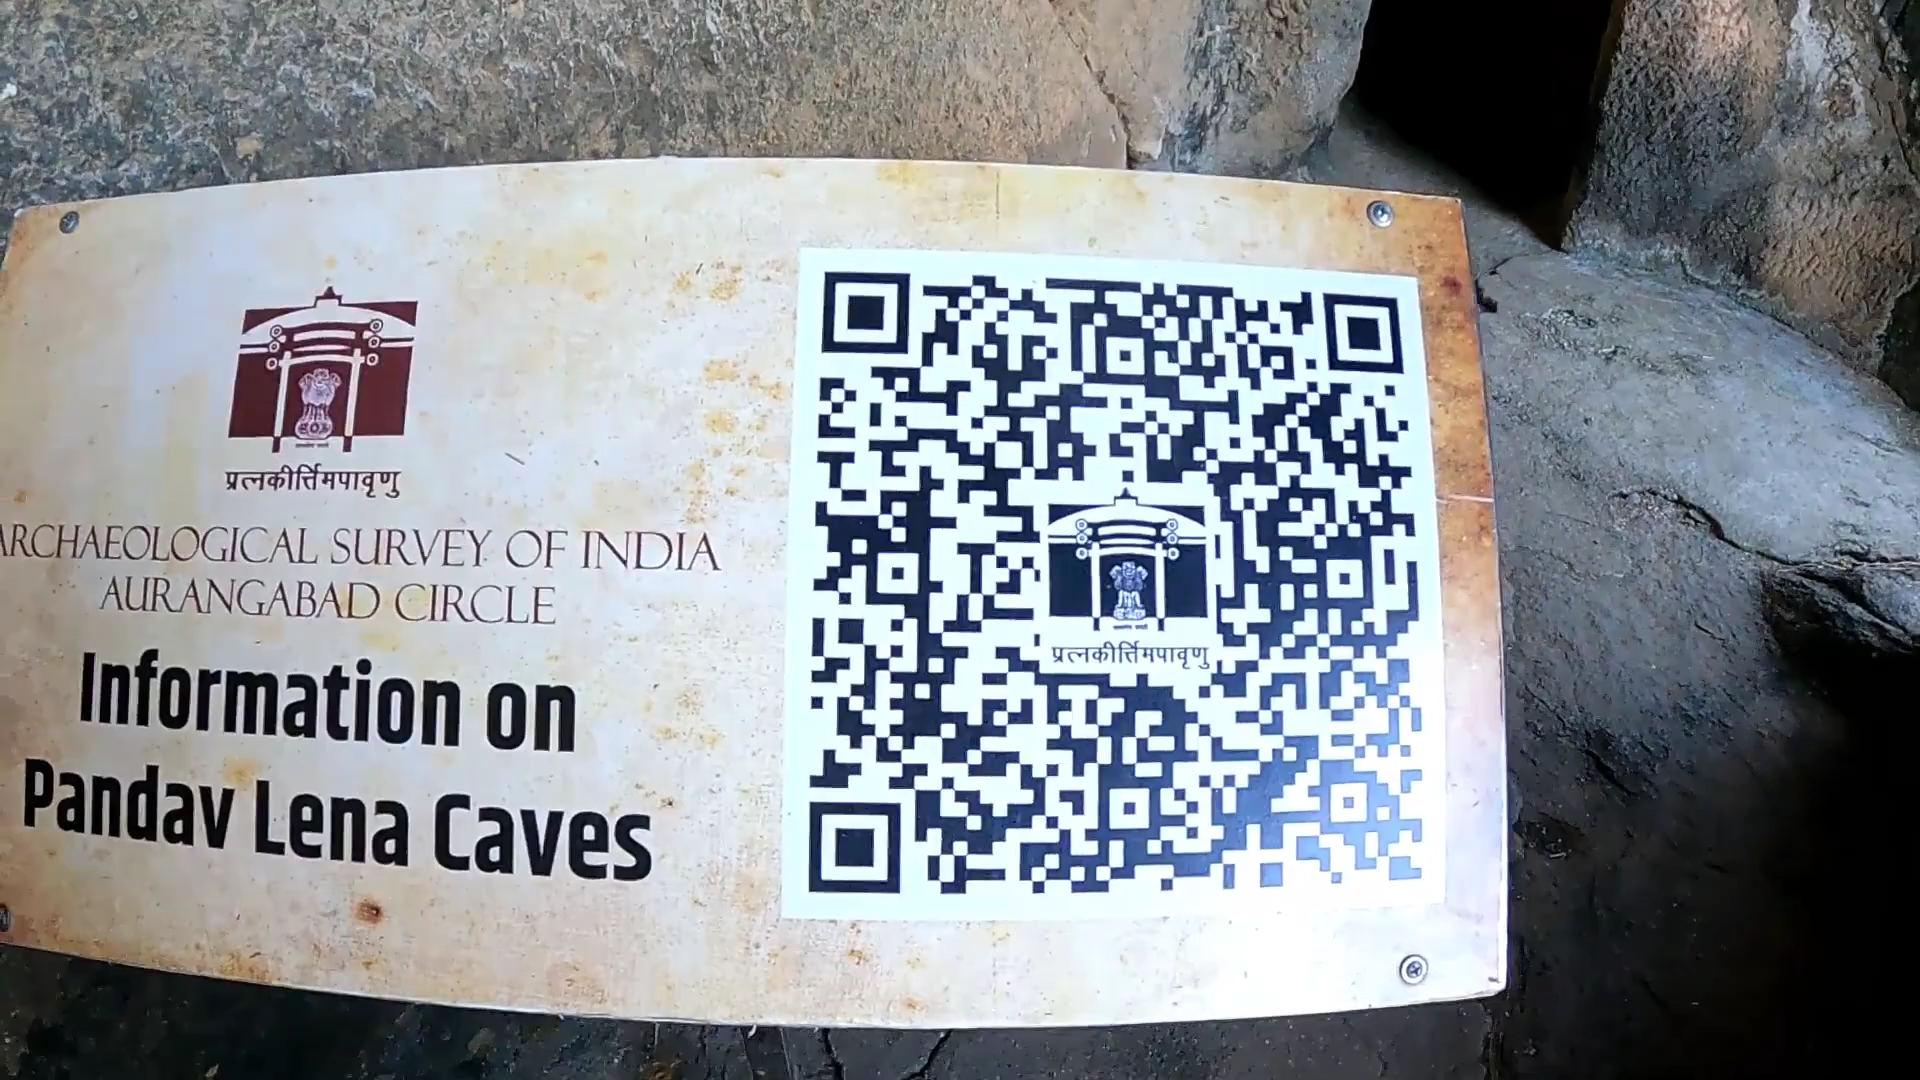 प्रत्नकीर्त्तिमपावृणु
ARCHAEOLOGICAL SURVEY OF INDIA
AURANGABAD CIRCLE
Information on
Pandav Lena Caves
प्रत्नकीर्त्तिमपावृणु